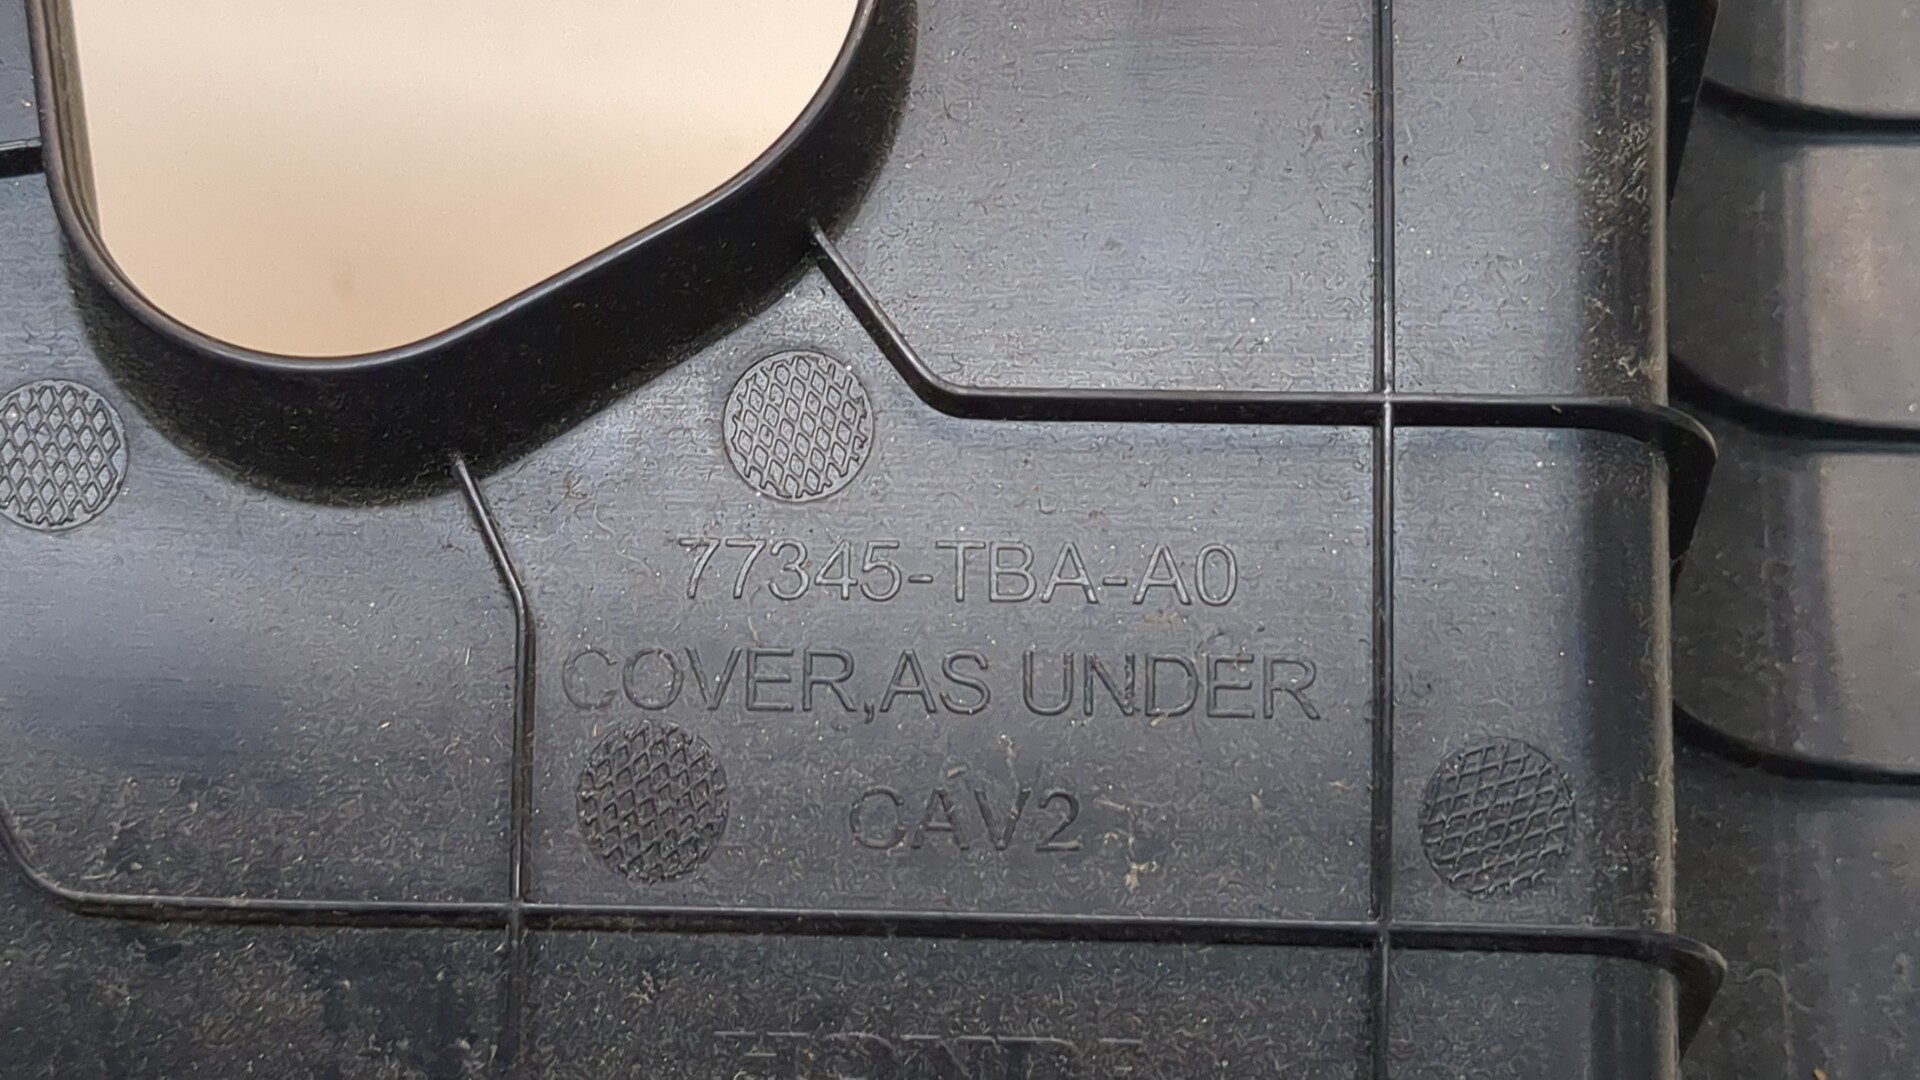 77345-TBA-A0
COVER,AS UNDER
CAV2